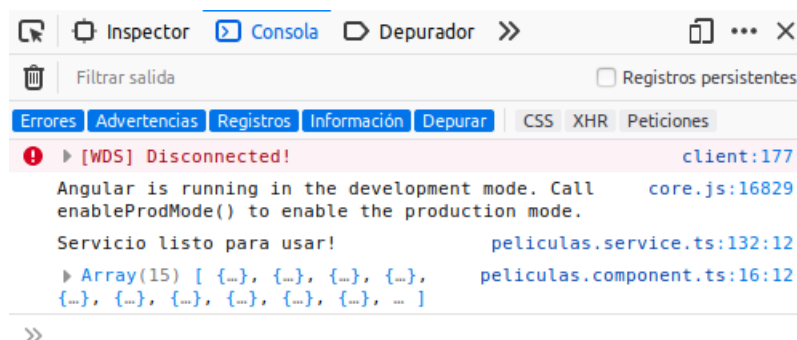 Inspector Consola Depurador
Filtrar salida Registros persistentes
Errores Advertencias Registros Información Depurar CSS XHR Peticiones
[WDS] Disconnected! client:177
Angular is running in the development mode. Call core.js:16829
enableProdMode() to enable the production mode.
Servicio listo para usar! peliculas.service.ts:132:12
Array(15) [ {…}, {…}, {…}, {…}, peliculas.component.ts:16:12
{…}, {…}, {…}, {…}, {…}, {…}, … ]